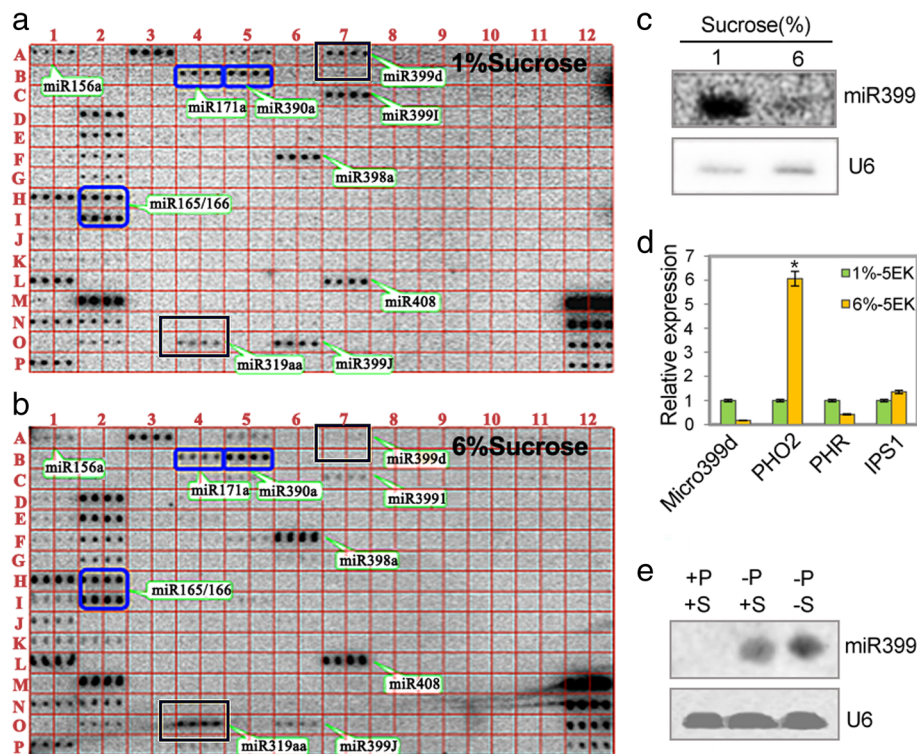 a
1 2 3 4 5 6 7 8 9 10 11 12
A
B
C
D
E
F
G
H
I
J
K
L
M
N
O
P
1%Sucrose
miR156a
miR171a
miR390a
miR399d
miR399I
miR398a
miR165/166
miR408
miR319aa
miR399J
b
1 2 3 4 5 6 7 8 9 10 11 12
A
B
C
D
E
F
G
H
I
J
K
L
M
N
O
P
6%Sucrose
miR156a
miR171a
miR390a
miR399d
miR399I
miR398a
miR165/166
miR408
miR319aa
miR399J
c
Sucrose(%)
1 6
miR399
U6
d
Relative expression
7
6
5
4
3
2
1
0
*
1%-5EK
6%-5EK
Micro399d
PHO2
PHR
IPS1
e
+P -P -P
+S +S -S
miR399
U6